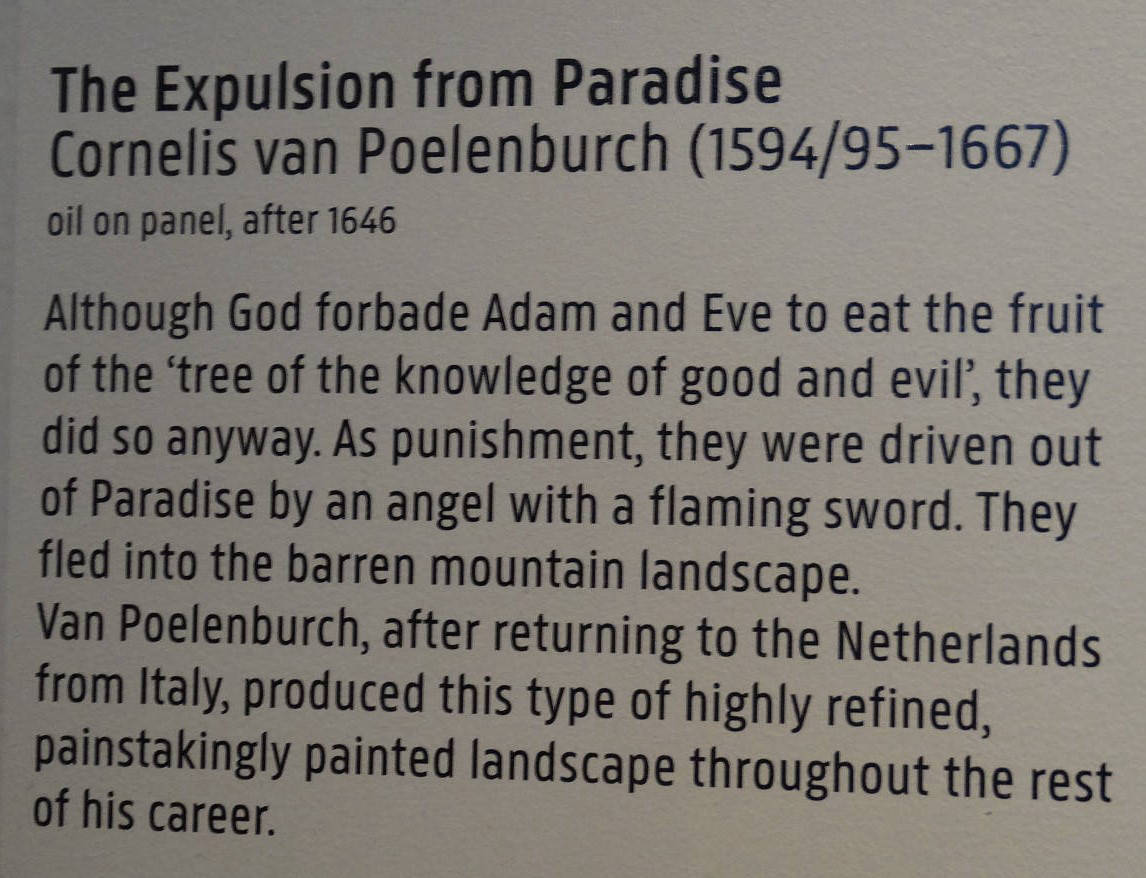 The Expulsion from Paradise
Cornelis van Poelenburch (1594/95–1667)
oil on panel, after 1646
Although God forbade Adam and Eve to eat the fruit
of the ‘tree of the knowledge of good and evil’, they
did so anyway. As punishment, they were driven out
of Paradise by an angel with a flaming sword. They
fled into the barren mountain landscape.
Van Poelenburch, after returning to the Netherlands
from Italy, produced this type of highly refined,
painstakingly painted landscape throughout the rest
of his career.